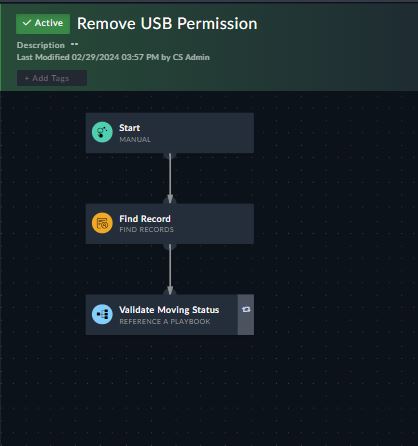 Active Remove USB Permission
Description --
Last Modified 02/29/2024 03:57 PM by CS Admin
+ Add Tags
Start
MANUAL
Find Record
FIND RECORDS
Validate Moving Status
REFERENCE A PLAYBOOK